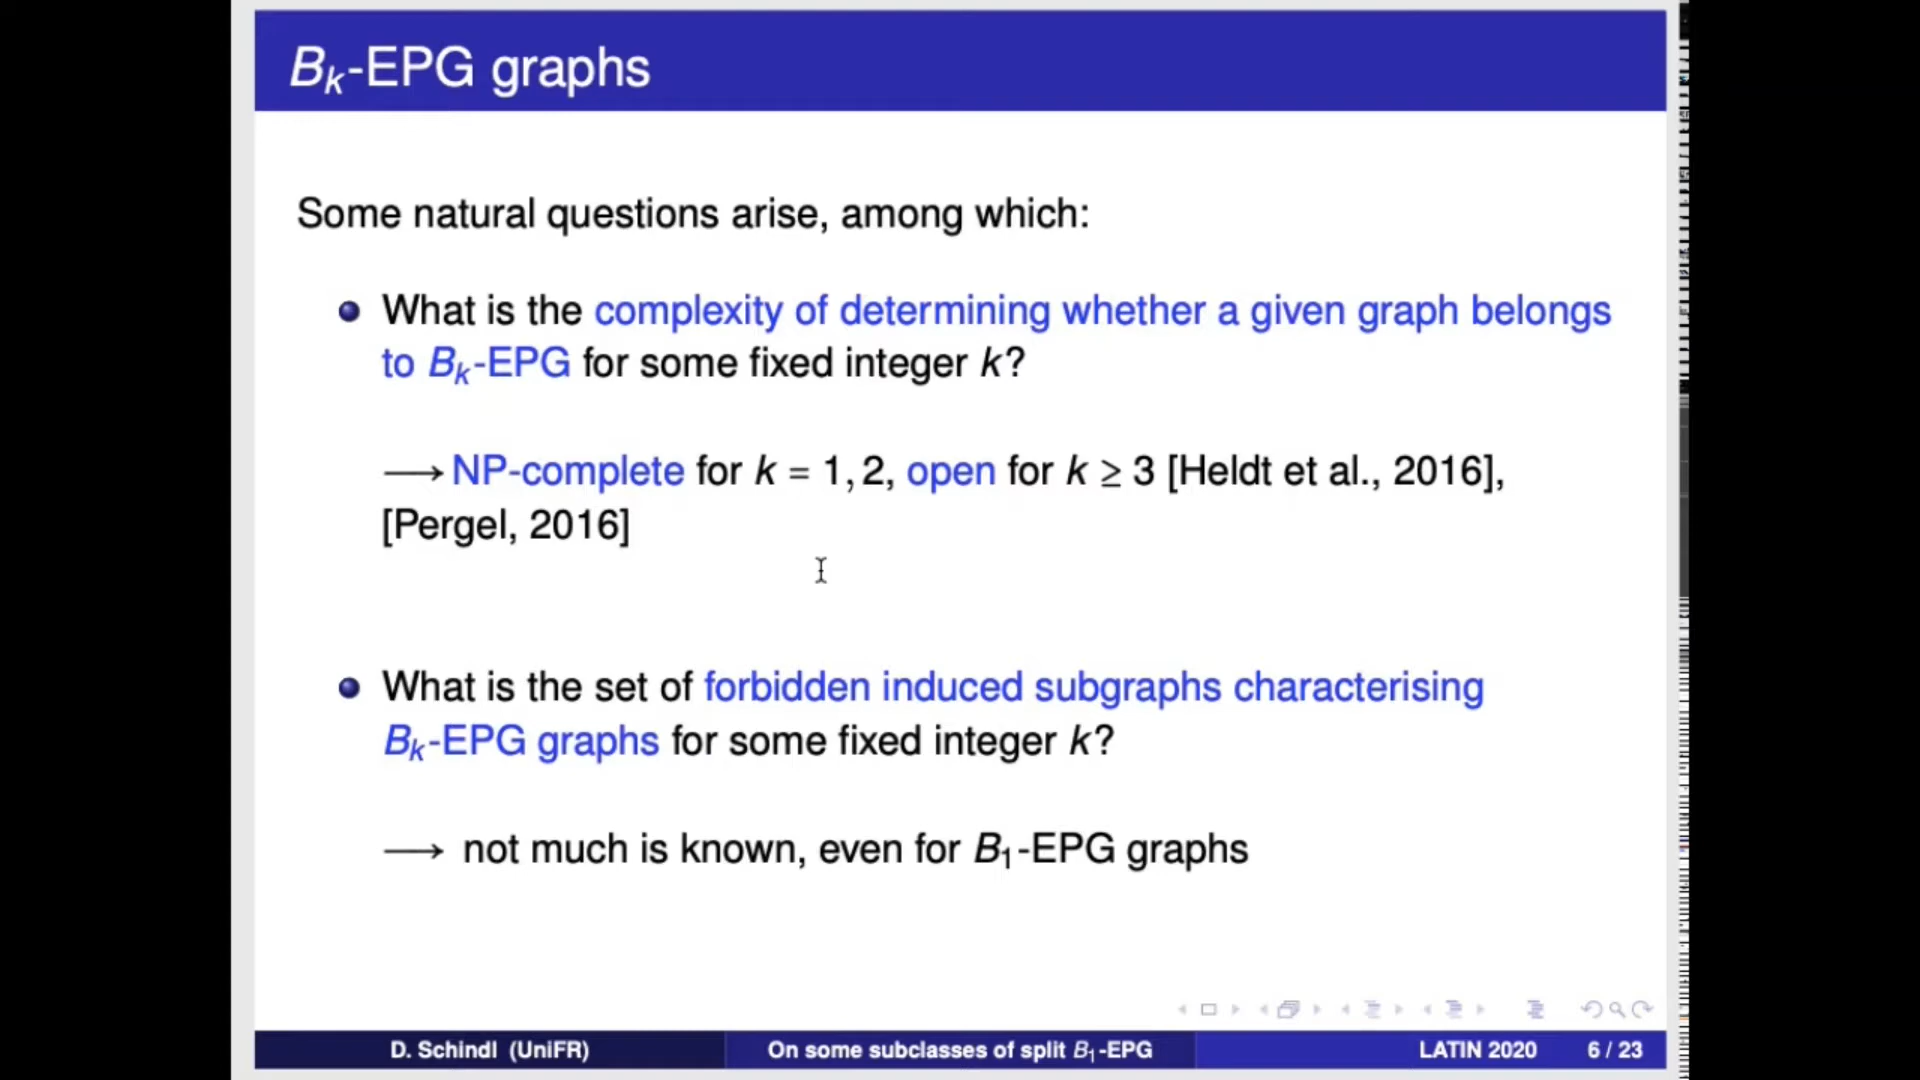 Bk-EPG graphs
Some natural questions arise, among which:
What is the complexity of determining whether a given graph belongs
to Bk-EPG for some fixed integer k?
⟶ NP-complete for k = 1, 2, open for k ≥ 3 [Heldt et al., 2016],
[Pergel, 2016]
What is the set of forbidden induced subgraphs characterising
Bk-EPG graphs for some fixed integer k?
⟶ not much is known, even for B1-EPG graphs
D. Schindl (UniFR) On some subclasses of split B1-EPG LATIN 2020 6 / 23